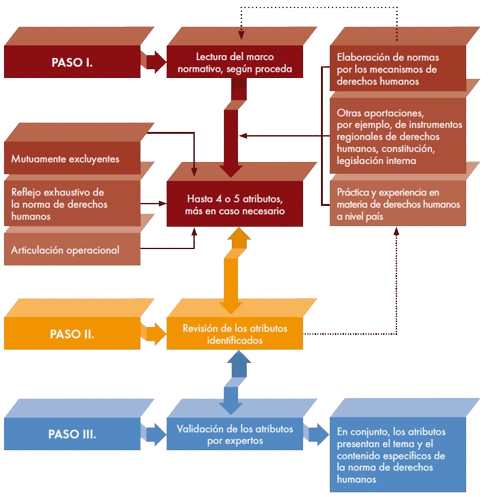 PASO I.
Lectura del marco
normativo, según proceda
Elaboración de normas
por los mecanismos de
derechos humanos
Otras aportaciones,
por ejemplo, de instrumentos
regionales de derechos
humanos, constitución,
legislación interna
Práctica y experiencia en
materia de derechos humanos
a nivel país
Mutuamente excluyentes
Reflejo exhaustivo de
la norma de derechos
humanos
Articulación operacional
Hasta 4 o 5 atributos,
más en caso necesario
PASO II.
Revisión de los atributos
identificados
PASO III.
Validación de los atributos
por expertos
En conjunto, los atributos
presentan el tema y el
contenido específicos de
la norma de derechos
humanos